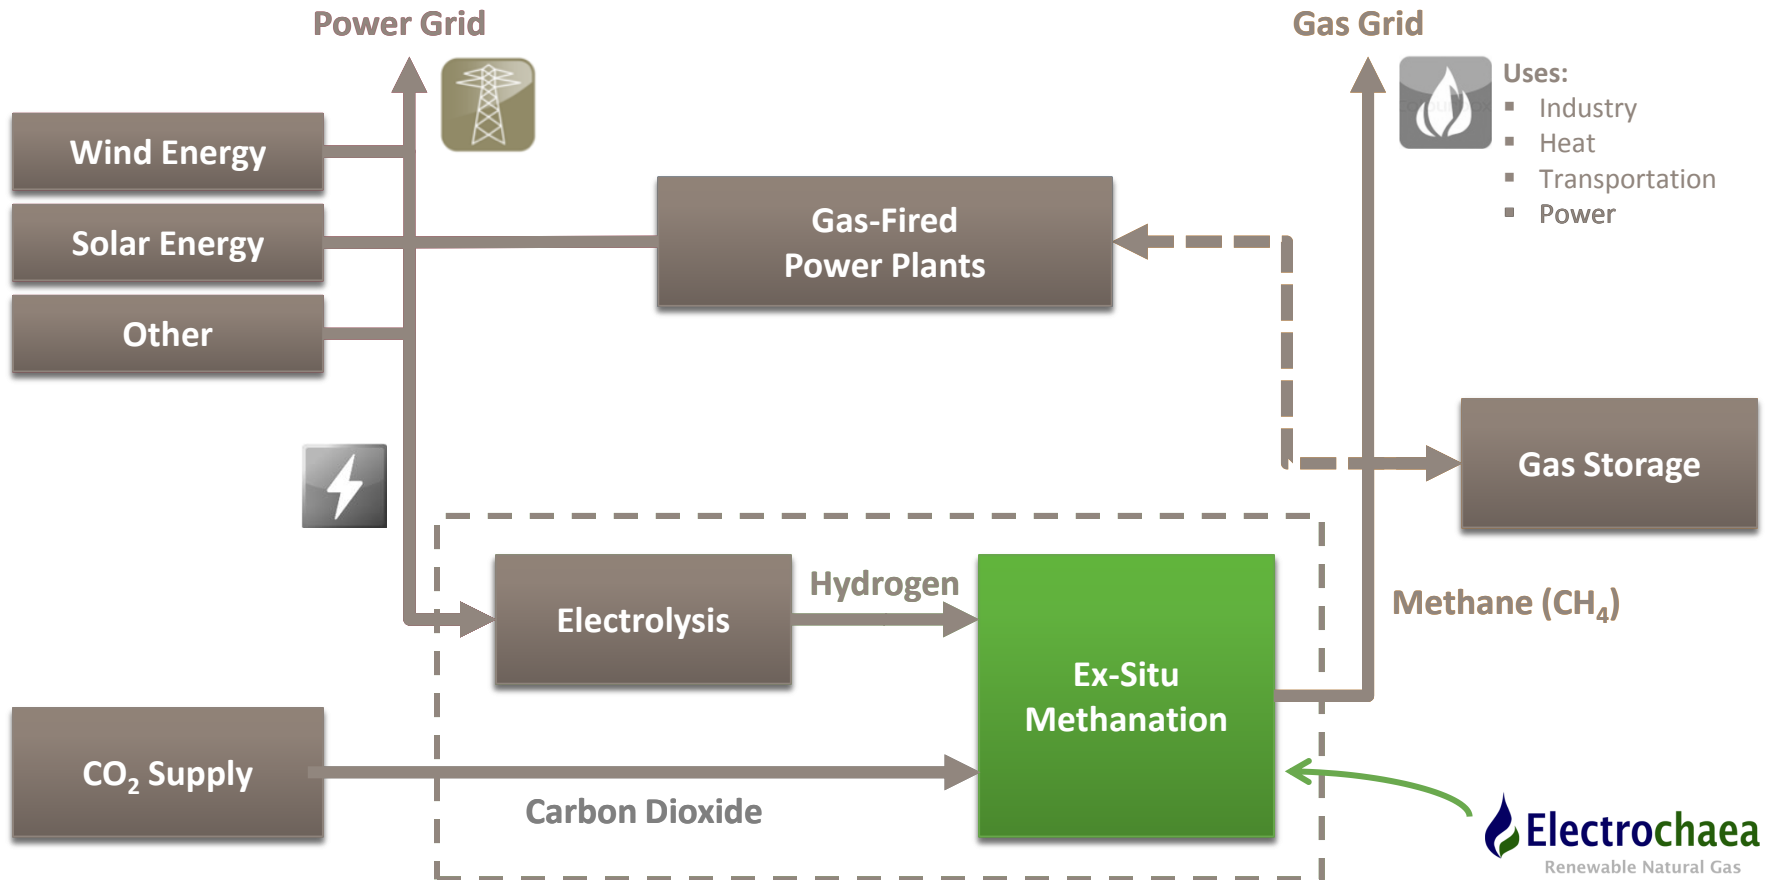 Power Grid
Gas Grid
Uses:
▪ Industry
▪ Heat
▪ Transportation
▪ Power
Wind Energy
Solar Energy
Other
Gas-Fired
Power Plants
Gas Storage
Electrolysis
Hydrogen
Ex-Situ
Methanation
Methane (CH₄)
CO₂ Supply
Carbon Dioxide
Electrochaea
Renewable Natural Gas